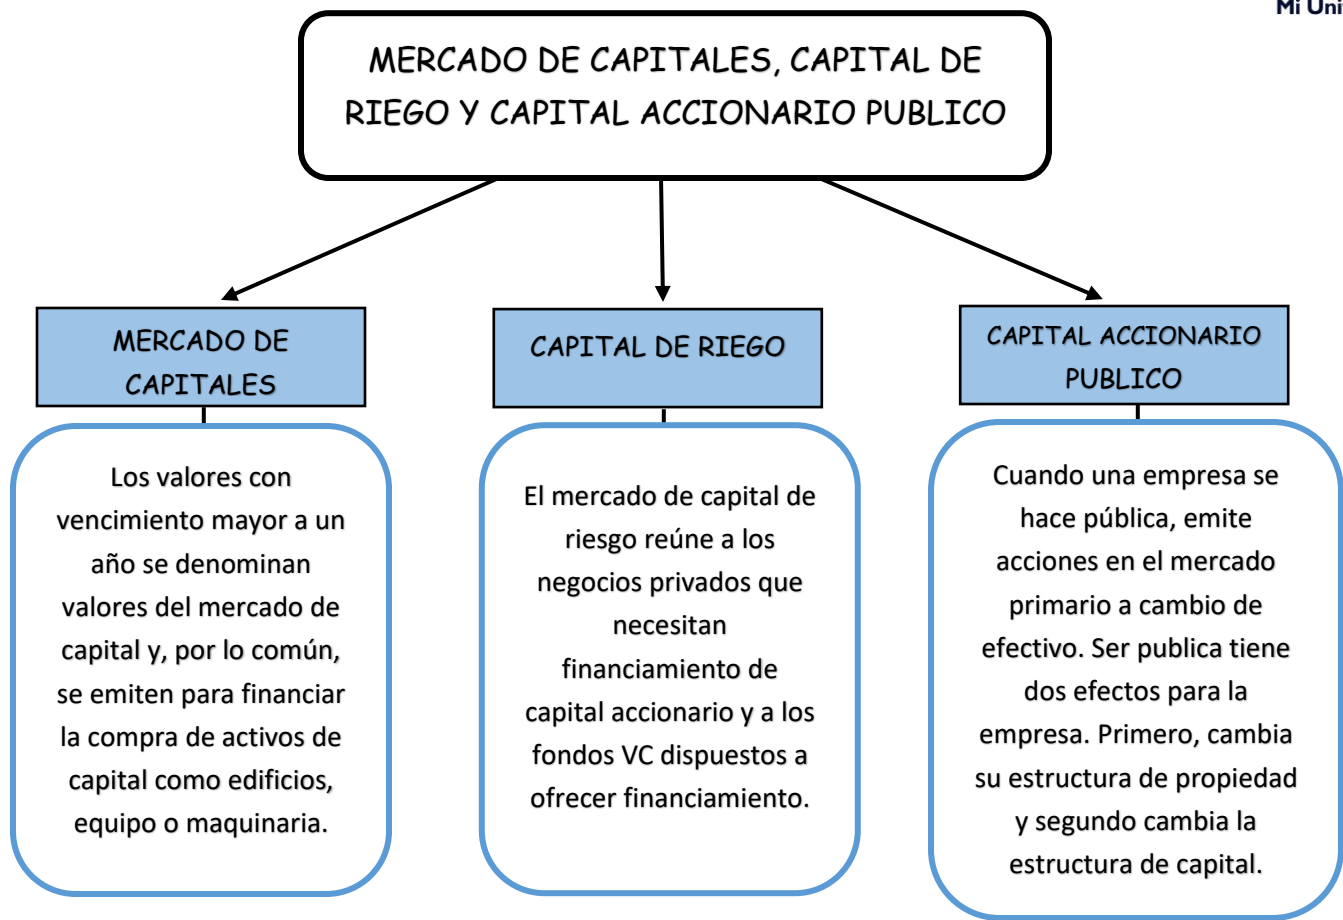 Mi Uni
MERCADO DE CAPITALES, CAPITAL DE
RIEGO Y CAPITAL ACCIONARIO PUBLICO
MERCADO DE
CAPITALES
Los valores con
vencimiento mayor a un
año se denominan
valores del mercado de
capital y, por lo común,
se emiten para financiar
la compra de activos de
capital como edificios,
equipo o maquinaria.
CAPITAL DE RIEGO
El mercado de capital de
riesgo reúne a los
negocios privados que
necesitan
financiamiento de
capital accionario y a los
fondos VC dispuestos a
ofrecer financiamiento.
CAPITAL ACCIONARIO
PUBLICO
Cuando una empresa se
hace pública, emite
acciones en el mercado
primario a cambio de
efectivo. Ser publica tiene
dos efectos para la
empresa. Primero, cambia
su estructura de propiedad
y segundo cambia la
estructura de capital.